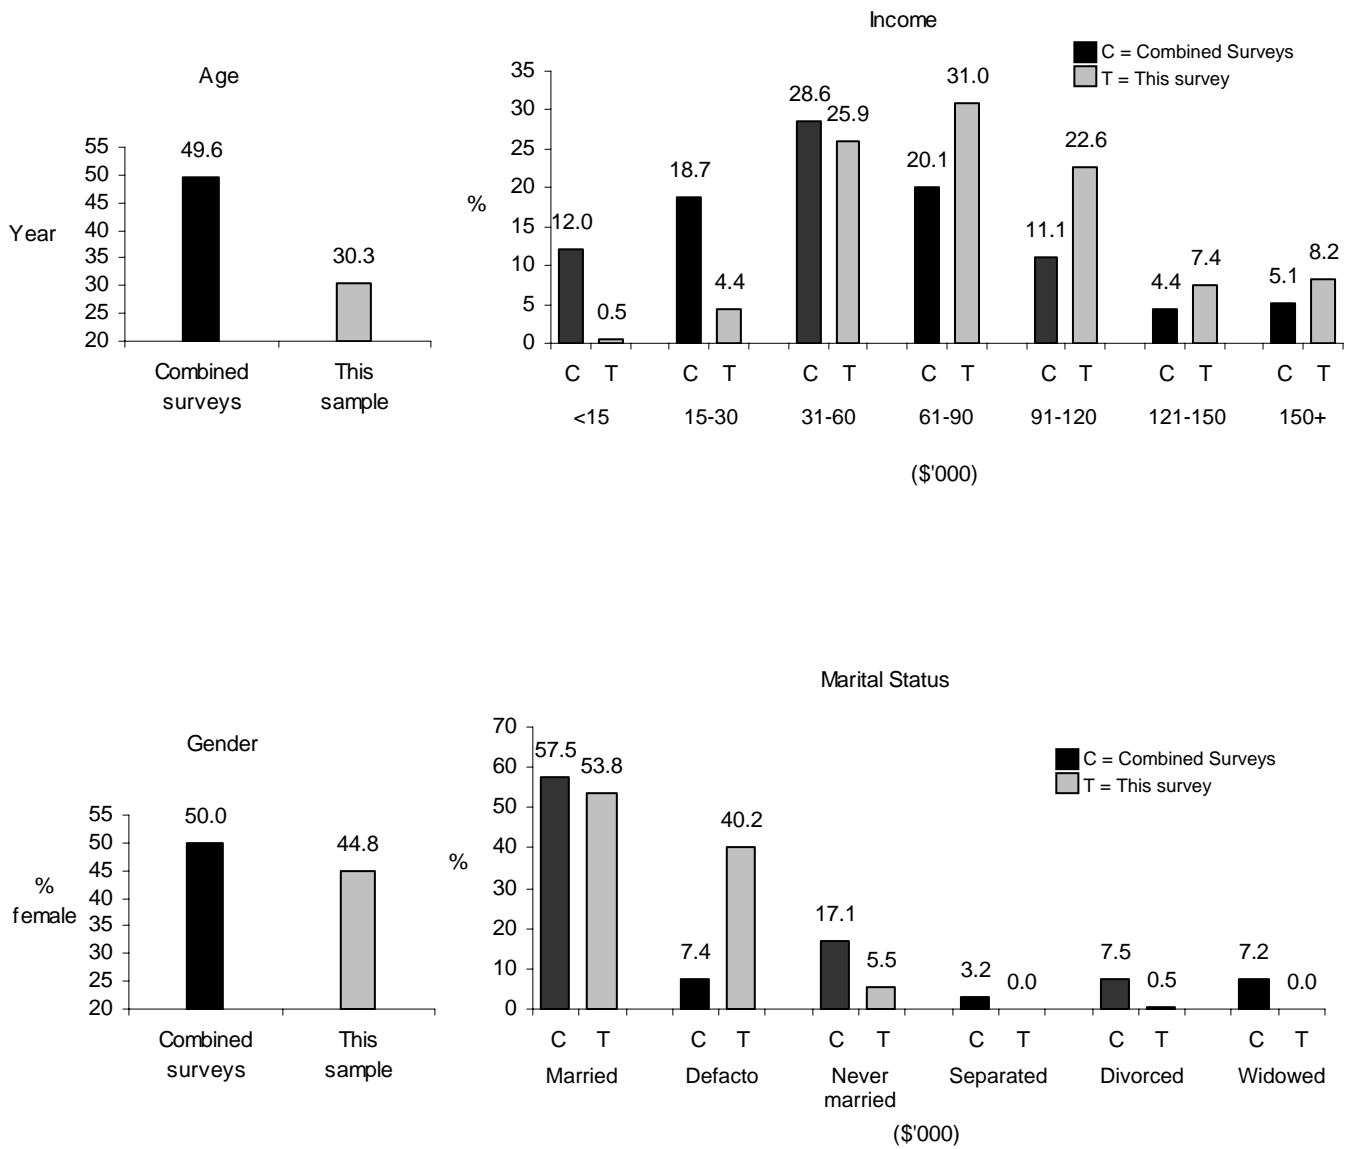 Age
Year
55
50
45
40
35
30
25
20
49.6
30.3
Combined
surveys
This
sample
Income
C = Combined Surveys
T = This survey
%
35
30
25
20
15
10
5
0
12.0
0.5
18.7
4.4
28.6
25.9
20.1
31.0
11.1
22.6
4.4
7.4
5.1
8.2
C T C T C T C T C T C T C T
<15 15-30 31-60 61-90 91-120 121-150 150+
($'000)
Gender
%
female
55
50
45
40
35
30
25
20
50.0
44.8
Combined
surveys
This
sample
Marital Status
C = Combined Surveys
T = This survey
%
70
60
50
40
30
20
10
0
57.5
53.8
7.4
40.2
17.1
5.5
3.2
0.0
7.5
0.5
7.2
0.0
C T C T C T C T C T C T
Married Defacto Never Separated Divorced Widowed
married
($'000)